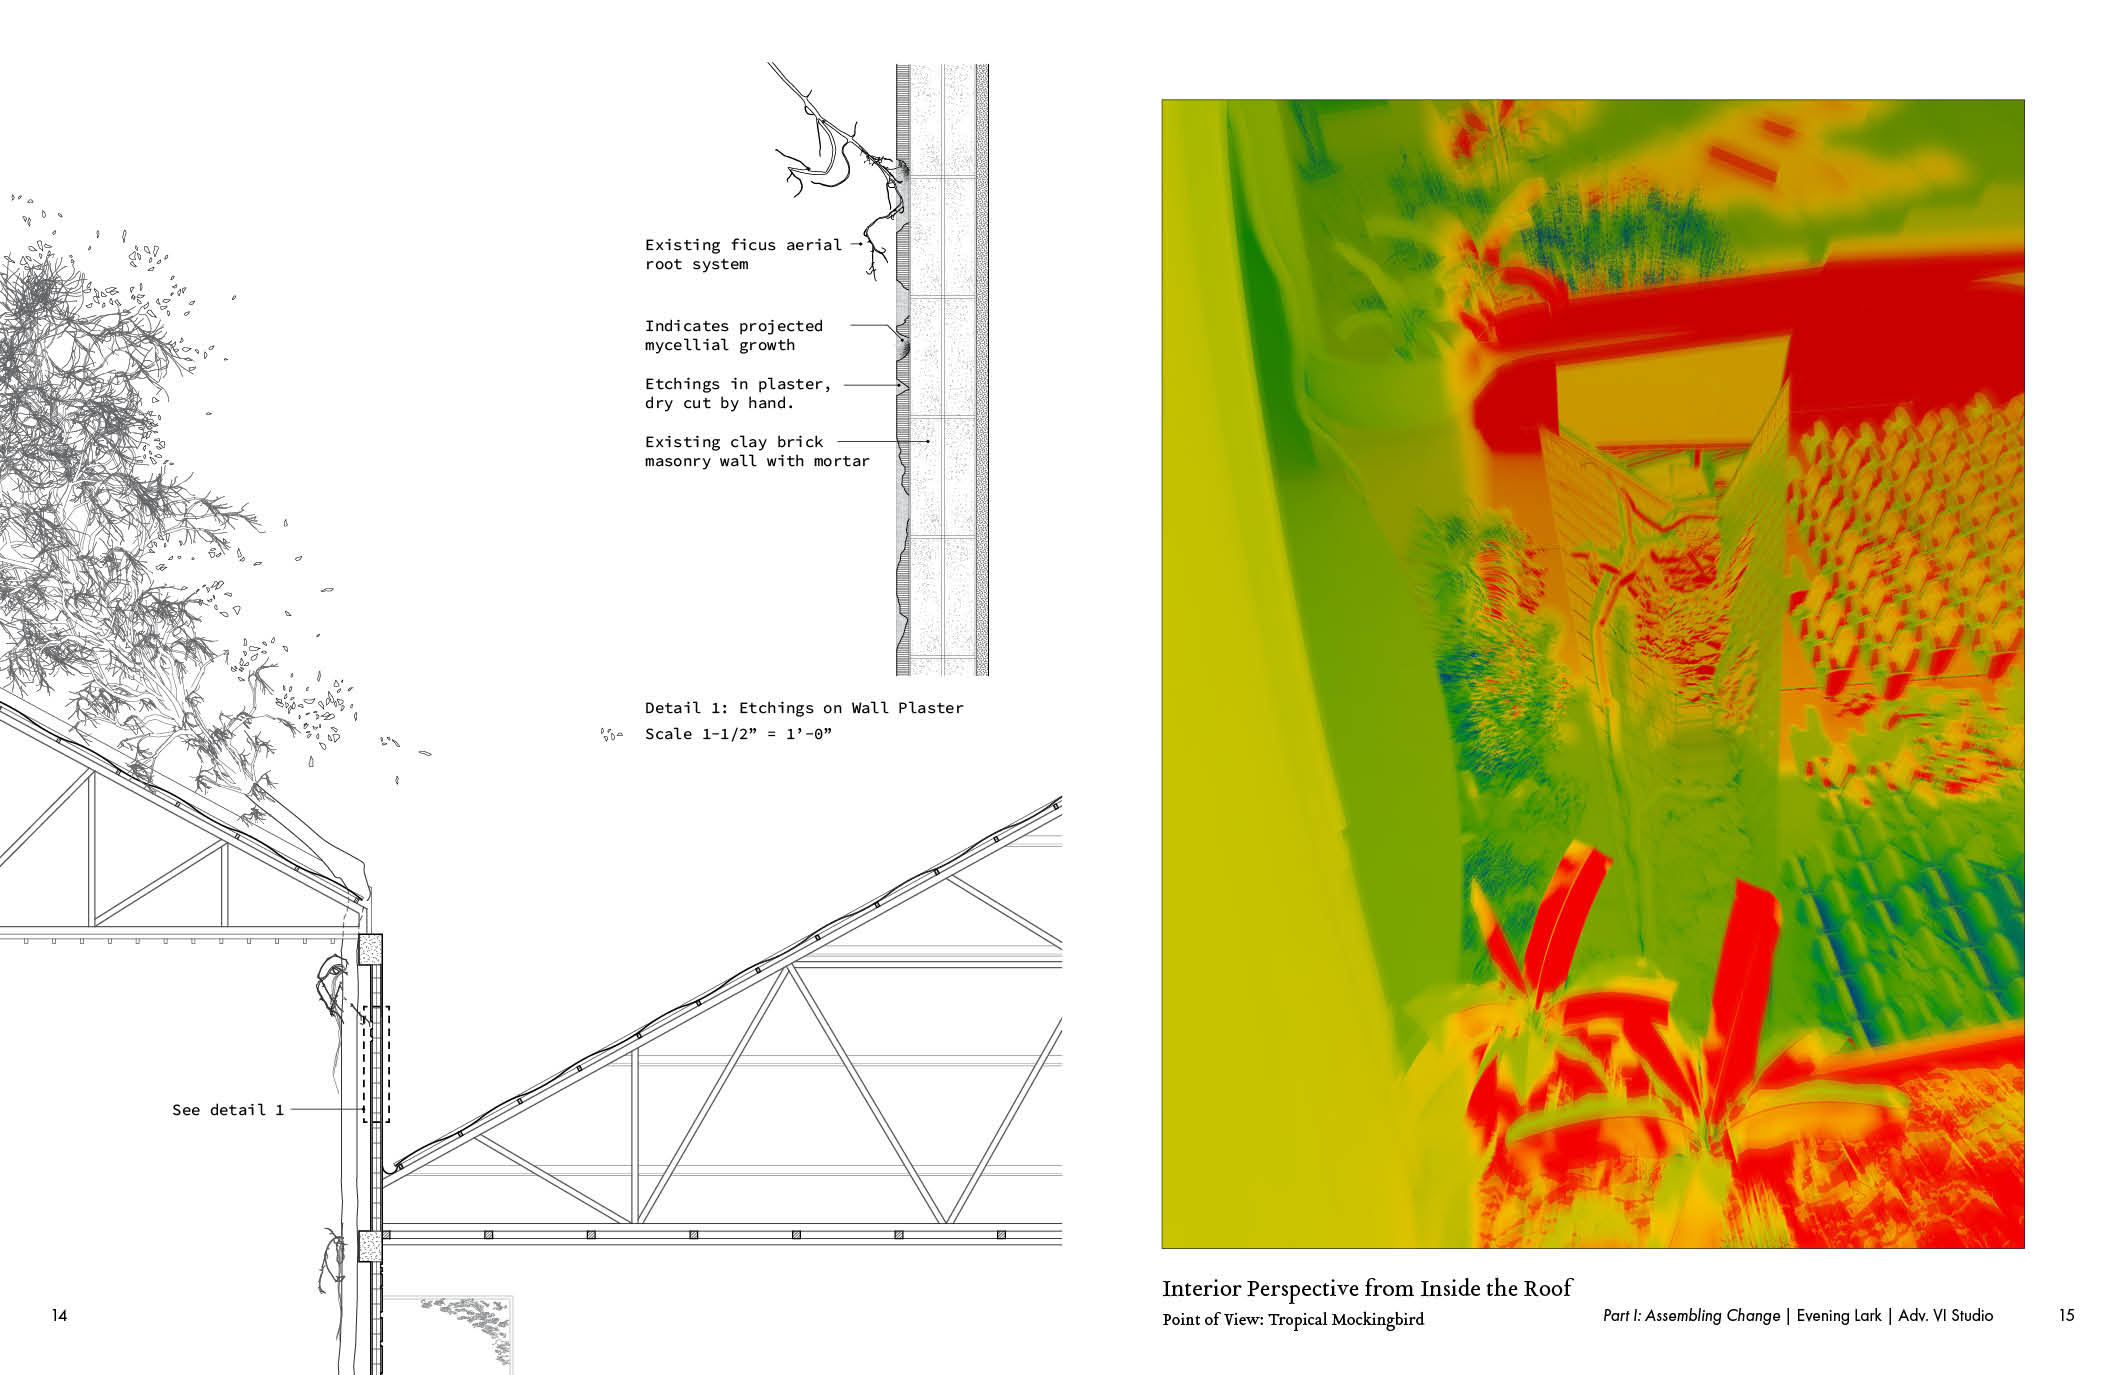 Existing ficus aerial
root system
Indicates projected
mycellial growth
Etchings in plaster,
dry cut by hand.
Existing clay brick
masonry wall with mortar
Detail 1: Etchings on Wall Plaster
Scale 1-1/2” = 1’-0”
See detail 1
14
Interior Perspective from Inside the Roof
Point of View: Tropical Mockingbird
Part I: Assembling Change | Evening Lark | Adv. VI Studio
15